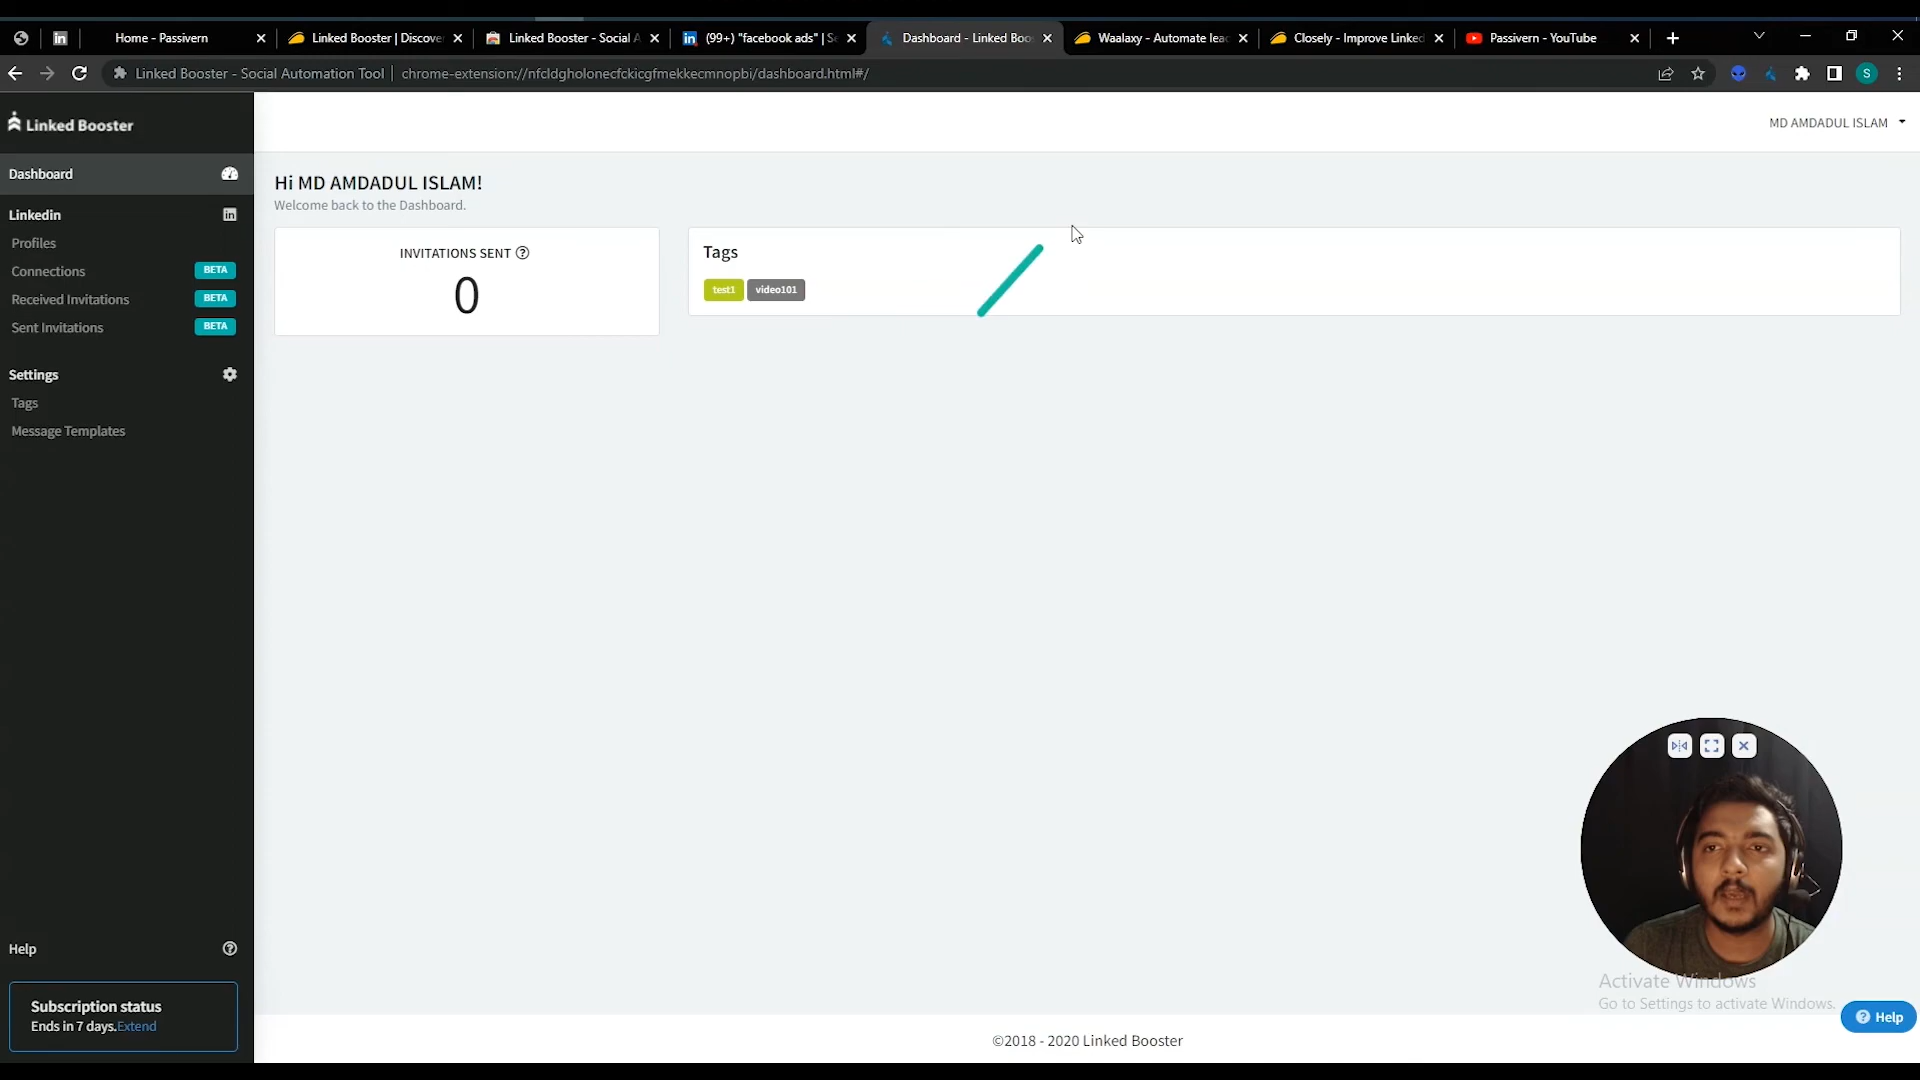 Home - Passivern
Linked Booster | Discove
Linked Booster - Social A
(99+) "facebook ads" | Se
Dashboard - Linked Boo
Waalaxy - Automate lea
Closely - Improve Linked
Passivern - YouTube
Linked Booster - Social Automation Tool
chrome-extension://nfcldgholonecfckicgfmekkecmnopbi/dashboard.html#/
S
Linked Booster
MD AMDADUL ISLAM
Dashboard
Linkedin
Profiles
Connections BETA
Received Invitations BETA
Sent Invitations BETA
Settings
Tags
Message Templates
Hi MD AMDADUL ISLAM!
Welcome back to the Dashboard.
INVITATIONS SENT
0
Tags
test1 video101
Help
Subscription status
Ends in 7 days.Extend
Activate Windows
Go to Settings to activate Windows.
Help
©2018 - 2020 Linked Booster